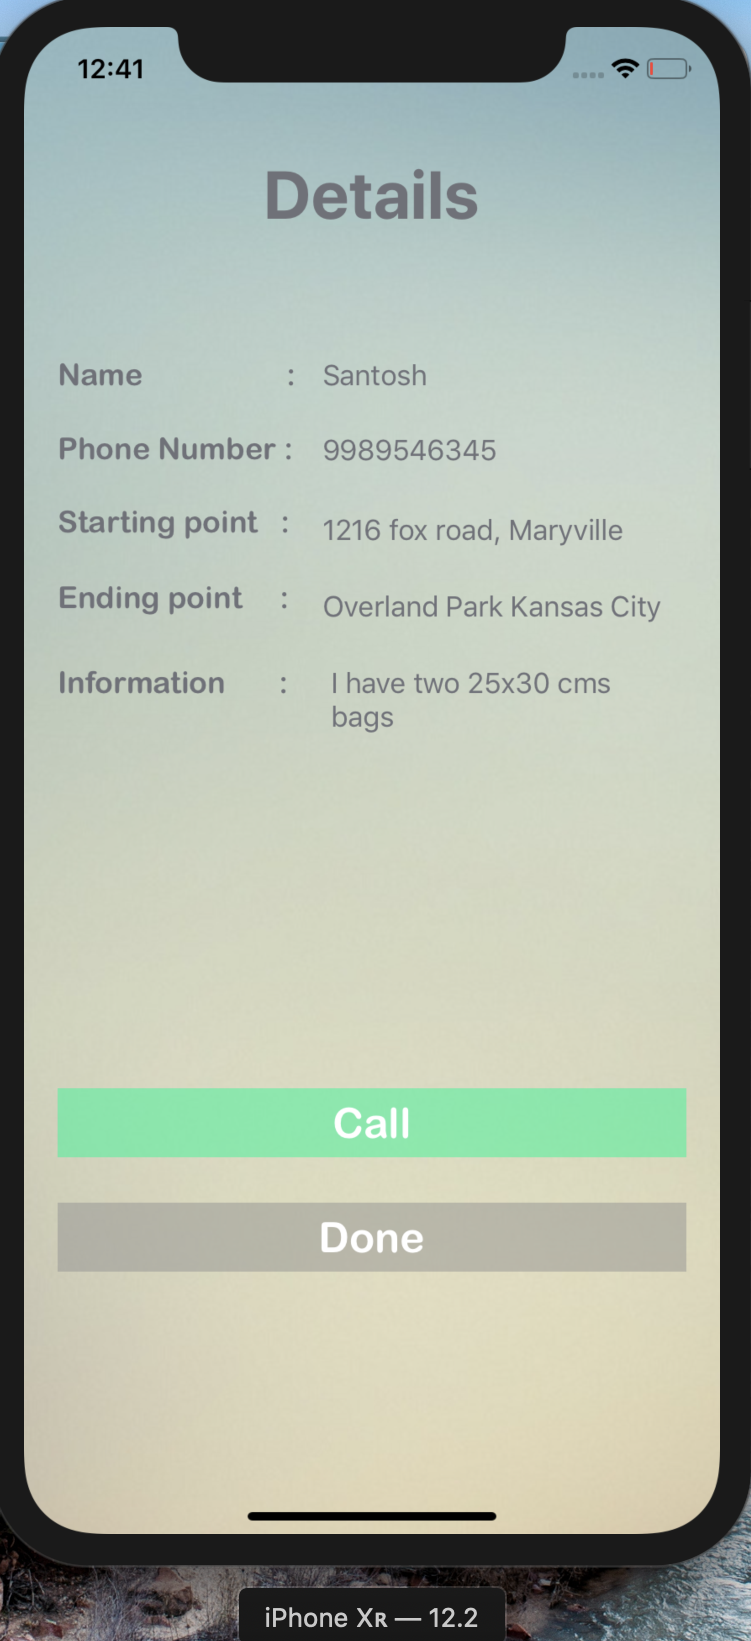 12:41
Details
Name : Santosh
Phone Number : 9989546345
Starting point : 1216 fox road, Maryville
Ending point : Overland Park Kansas City
Information : I have two 25x30 cms
bags
Call
Done
iPhone Xʀ — 12.2